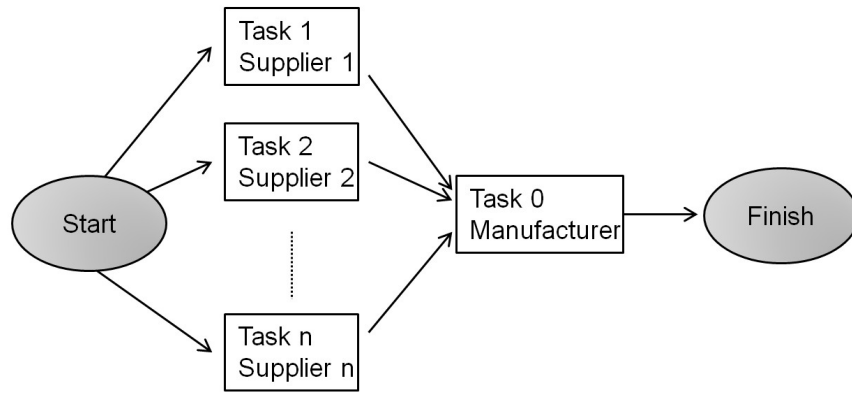 Start
Task 1
Supplier 1
Task 2
Supplier 2
Task n
Supplier n
Task 0
Manufacturer
Finish